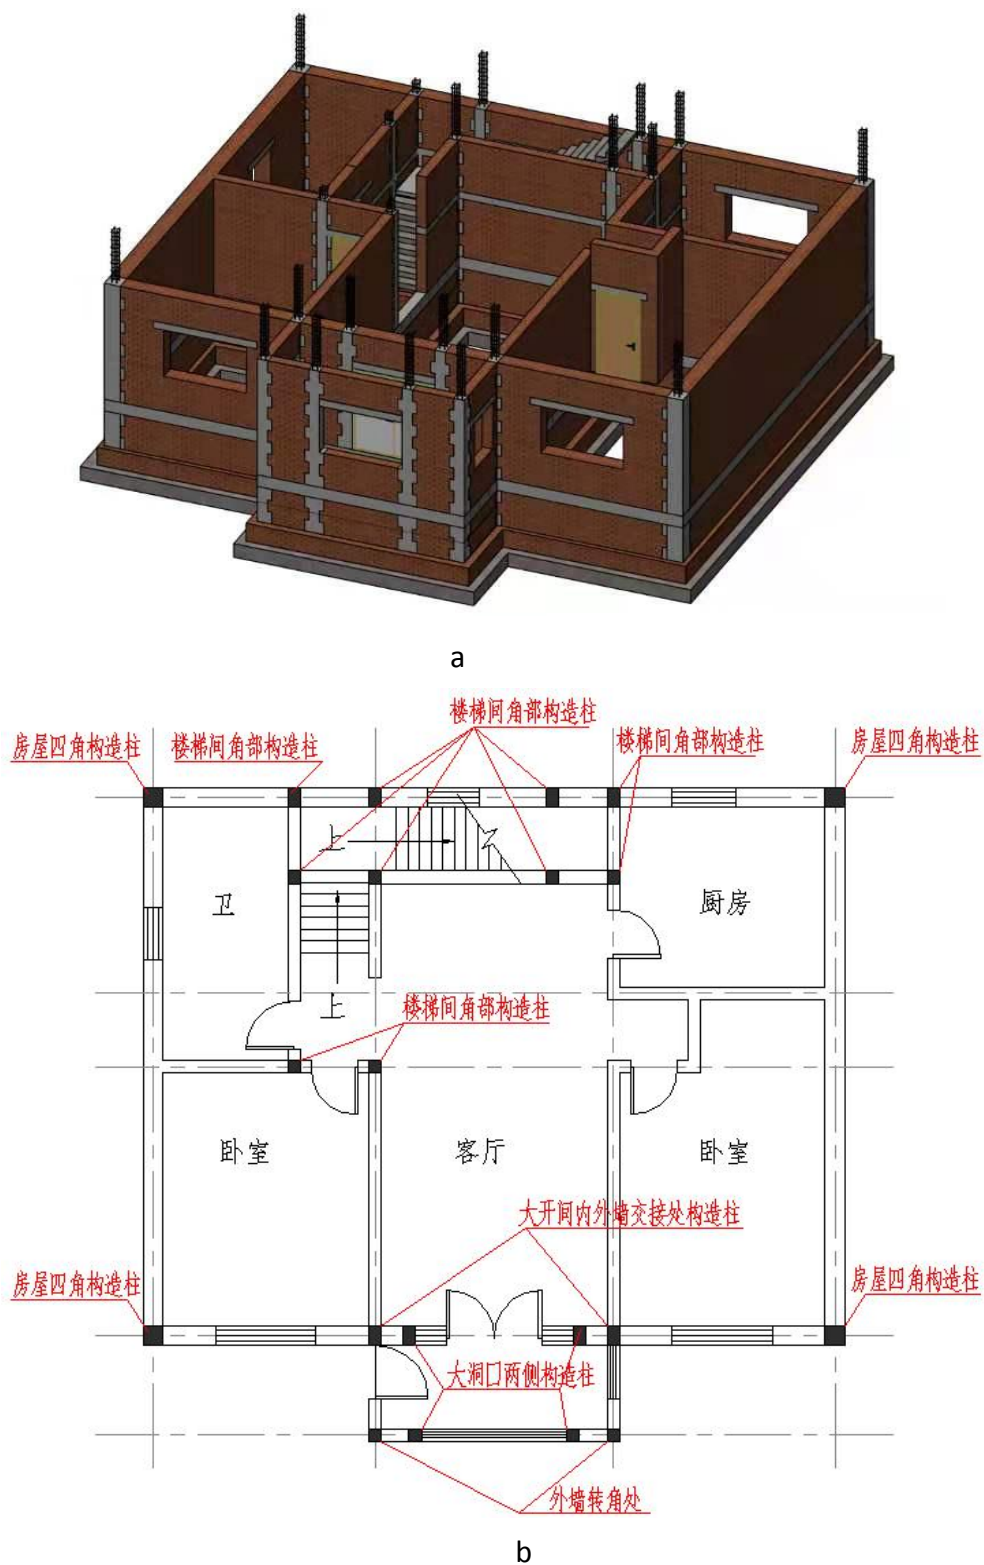 a
楼梯间角部构造柱
房屋四角构造柱
楼梯间角部构造柱
楼梯间角部构造柱
房屋四角构造柱
上
卫
厨房
上
楼梯间角部构造柱
卧室
客厅
卧室
大开间内外墙交接处构造柱
房屋四角构造柱
房屋四角构造柱
大洞口两侧构造柱
外墙转角处
b